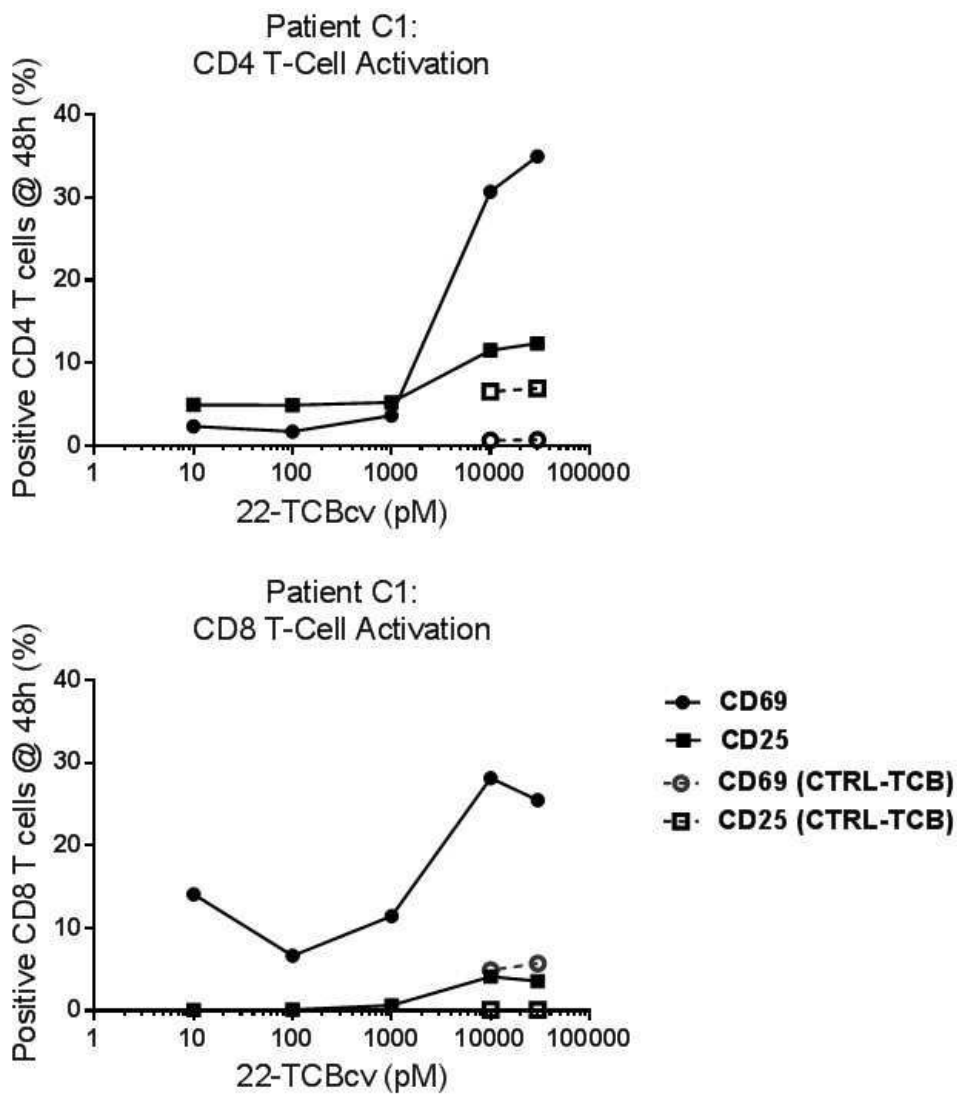 Patient C1:
CD4 T-Cell Activation
Positive CD4 T cells @ 48h (%)
40
30
20
10
0
1 10 100 1000 10000 100000
22-TCBcv (pM)
Patient C1:
CD8 T-Cell Activation
Positive CD8 T cells @ 48h (%)
40
30
20
10
0
1 10 100 1000 10000 100000
22-TCBcv (pM)
CD69
CD25
CD69 (CTRL-TCB)
CD25 (CTRL-TCB)